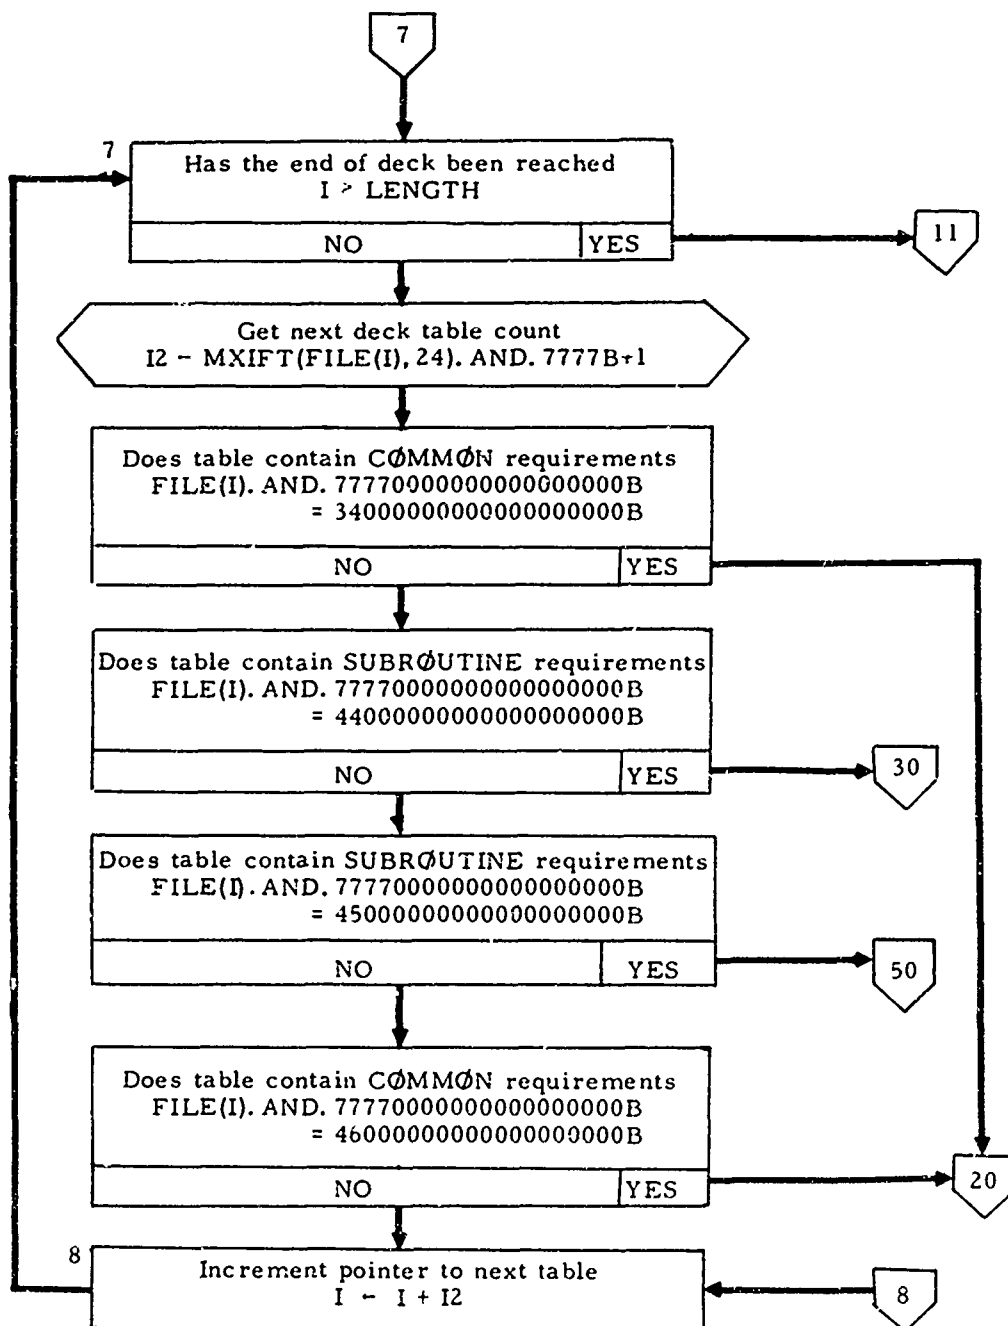 7
7
Has the end of deck been reached
I > LENGTH
NO YES
11
Get next deck table count
I2 - MXIFT(FILE(I), 24). AND. 7777B+1
Does table contain CØMMØN requirements
FILE(I). AND. 77770000000000000000B
= 34000000000000000000B
NO YES
Does table contain SUBRØUTINE requirements
FILE(I). AND. 77770000000000000000B
= 44000000000000000000B
NO YES
30
Does table contain SUBRØUTINE requirements
FILE(I). AND. 77770000000000000000B
= 45000000000000000000B
NO YES
50
Does table contain CØMMØN requirements
FILE(I). AND. 77770000000000000000B
= 46000000000000000000B
NO YES
20
8
Increment pointer to next table
I - I + I2
8